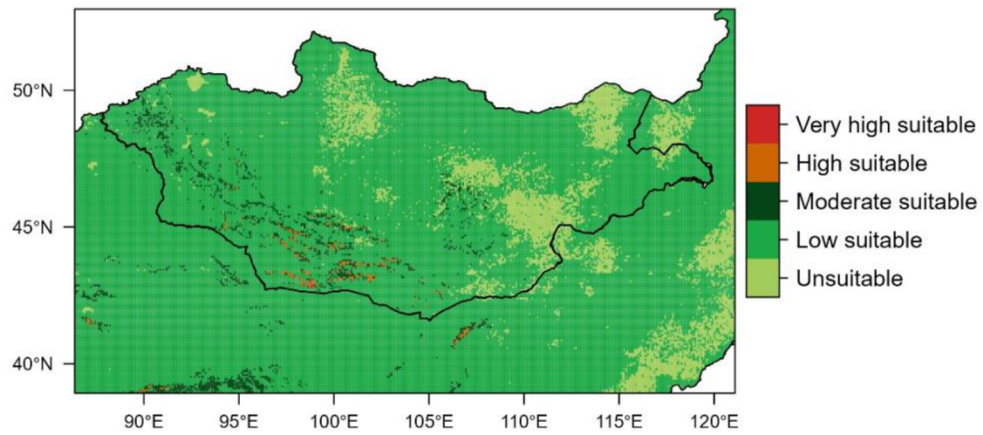 50°N
45°N
40°N
90°E 95°E 100°E 105°E 110°E 115°E 120°E
Very high suitable
High suitable
Moderate suitable
Low suitable
Unsuitable